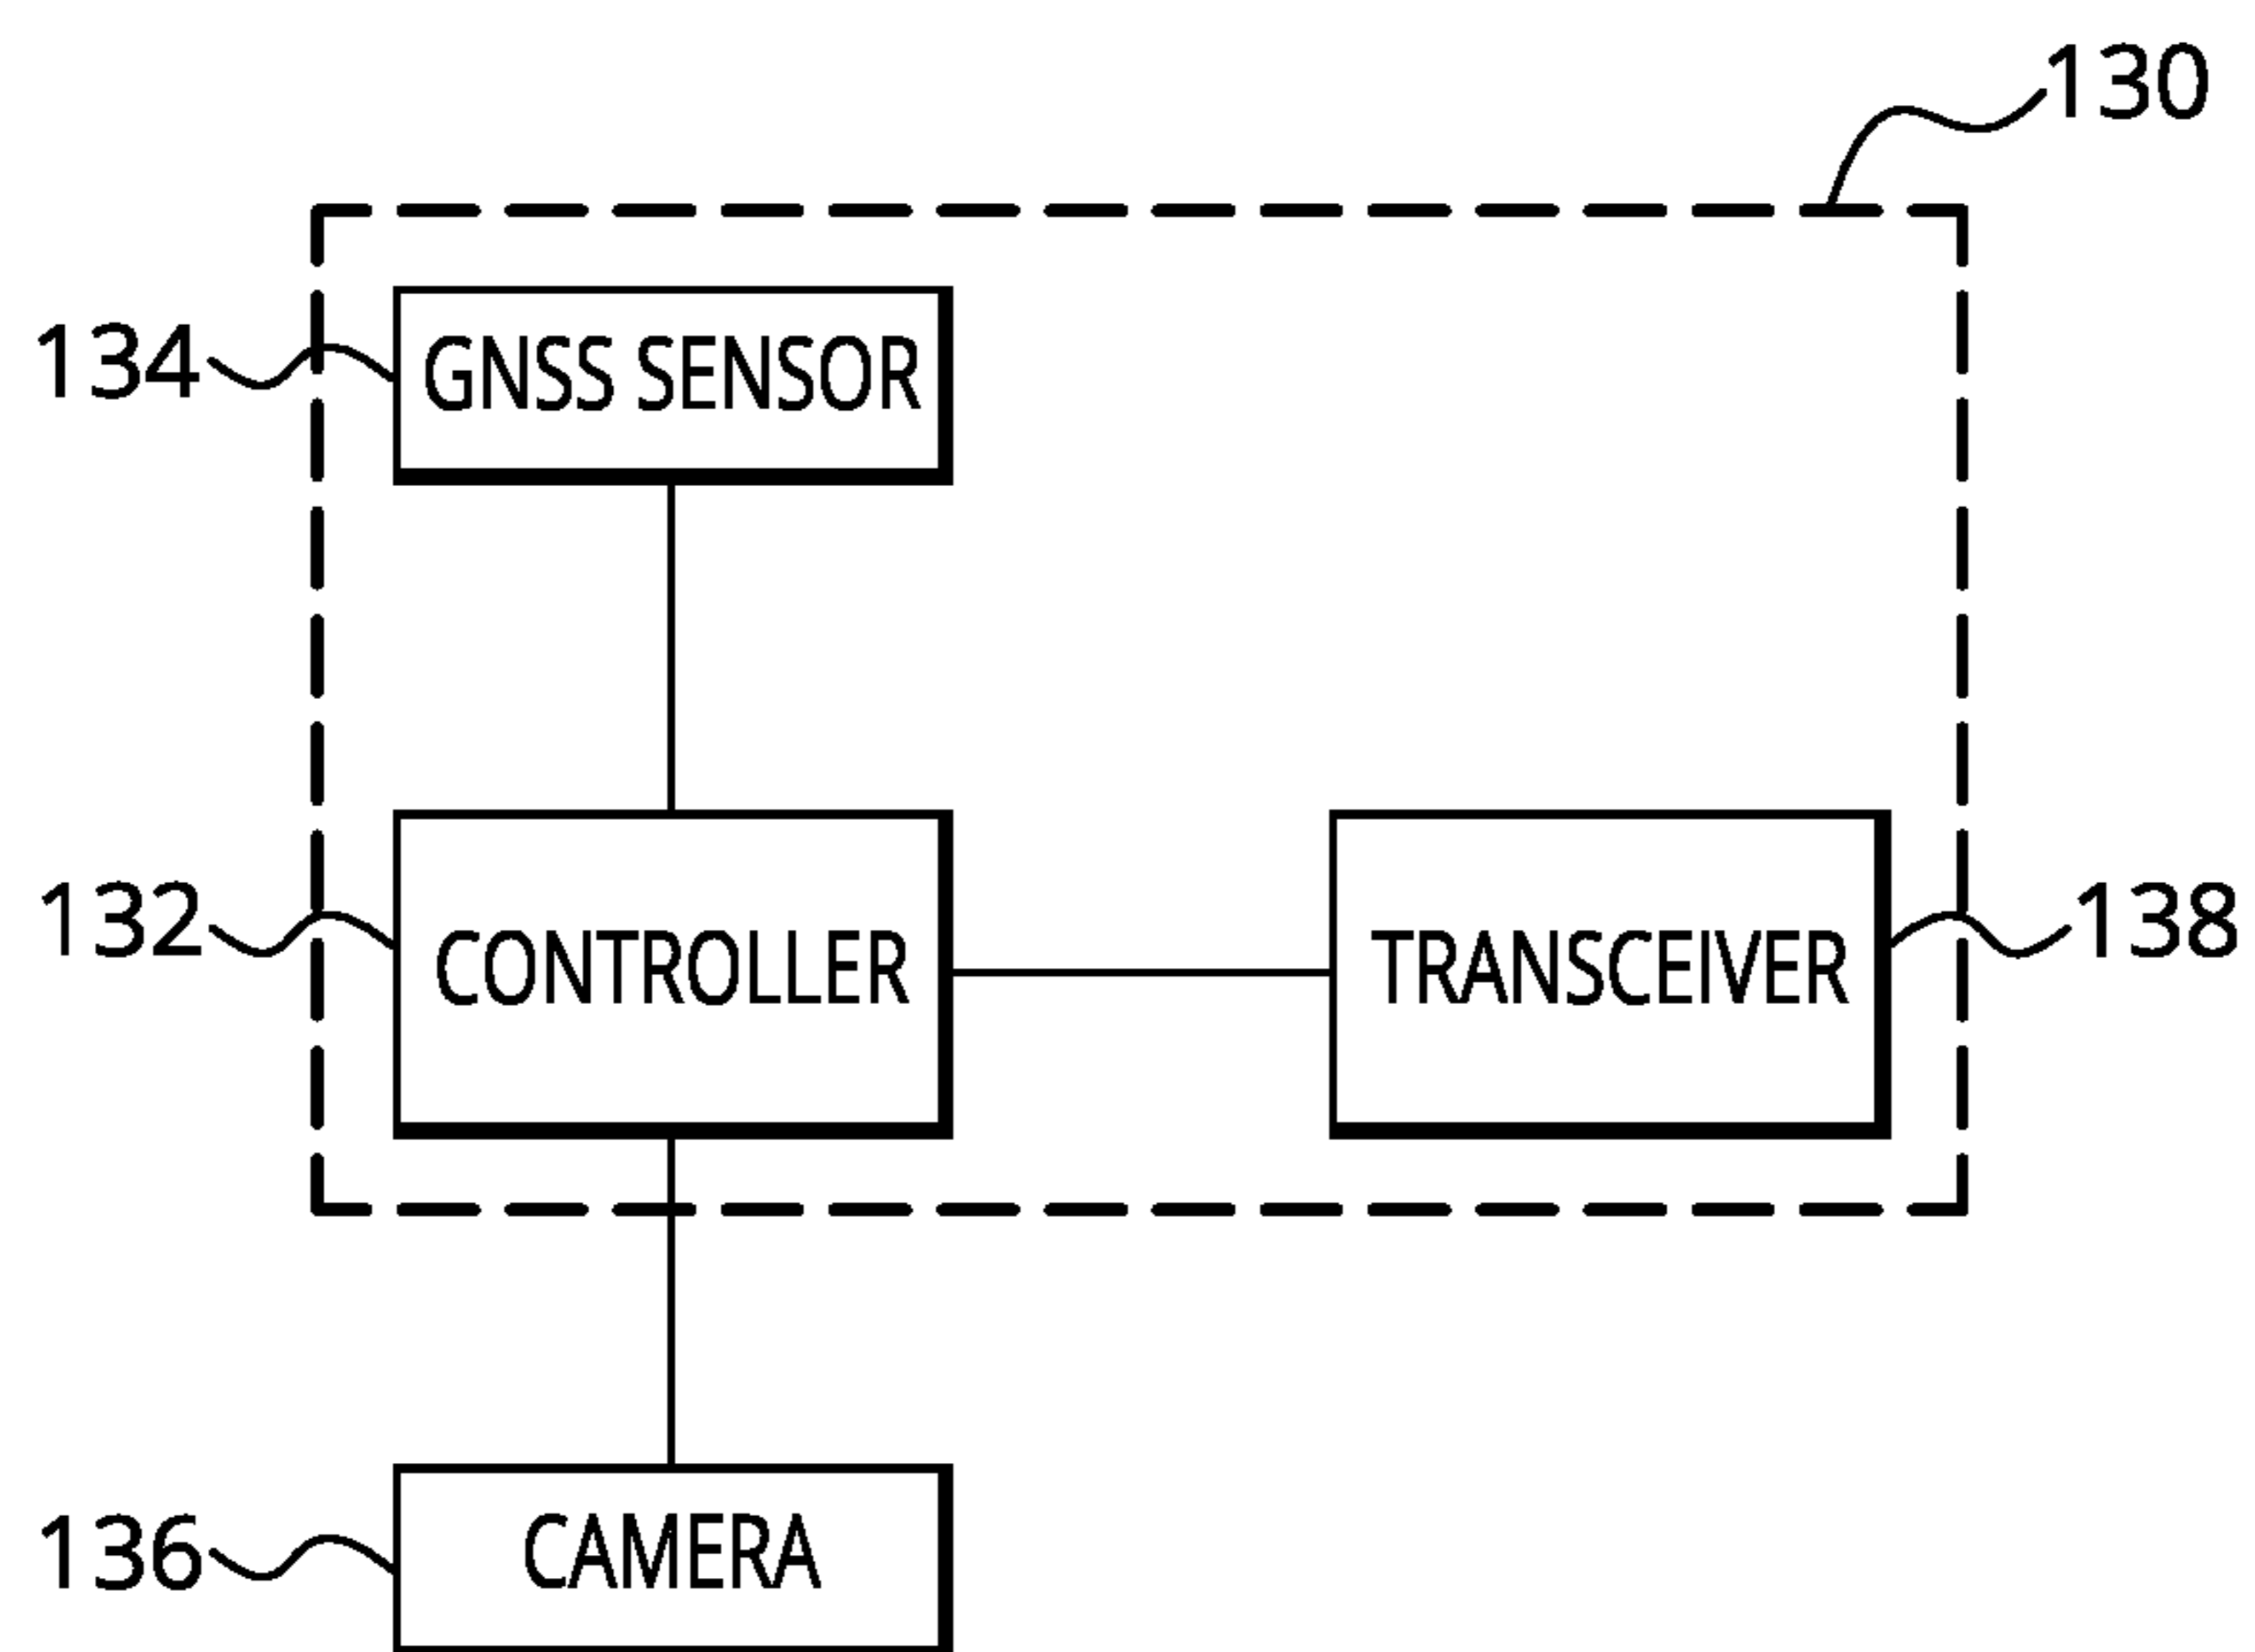 130
134
GNSS SENSOR
132
CONTROLLER
TRANSCEIVER
138
136
CAMERA